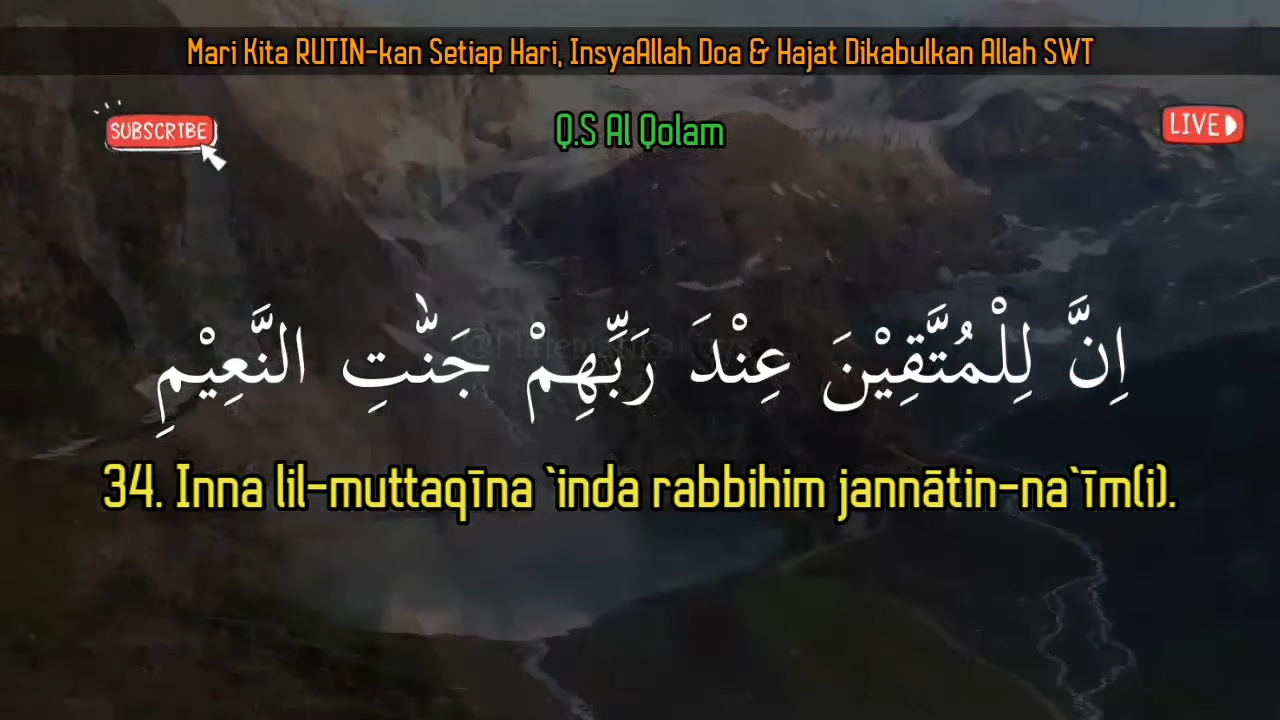 Mari Kita RUTIN-kan Setiap Hari, InsyaAllah Doa & Hajat Dikabulkan Allah SWT
SUBSCRIBE
Q.S Al Qolam
LIVE
اِنَّ لِلْمُتَّقِيْنَ عِنْدَ رَبِّهِمْ جَنّٰتِ النَّعِيْمِ
34. Inna lil-muttaqīna `inda rabbihim jannātin-na`īm(i).